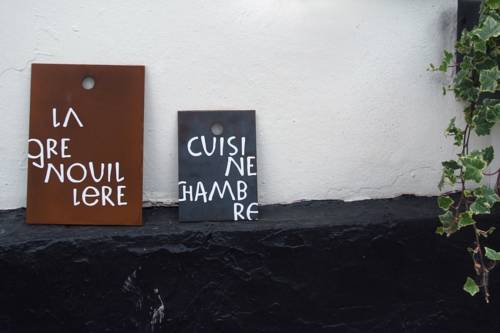 LA
gRE
NOUIL
LeRE
CUISI
NE
CHAMB
RE